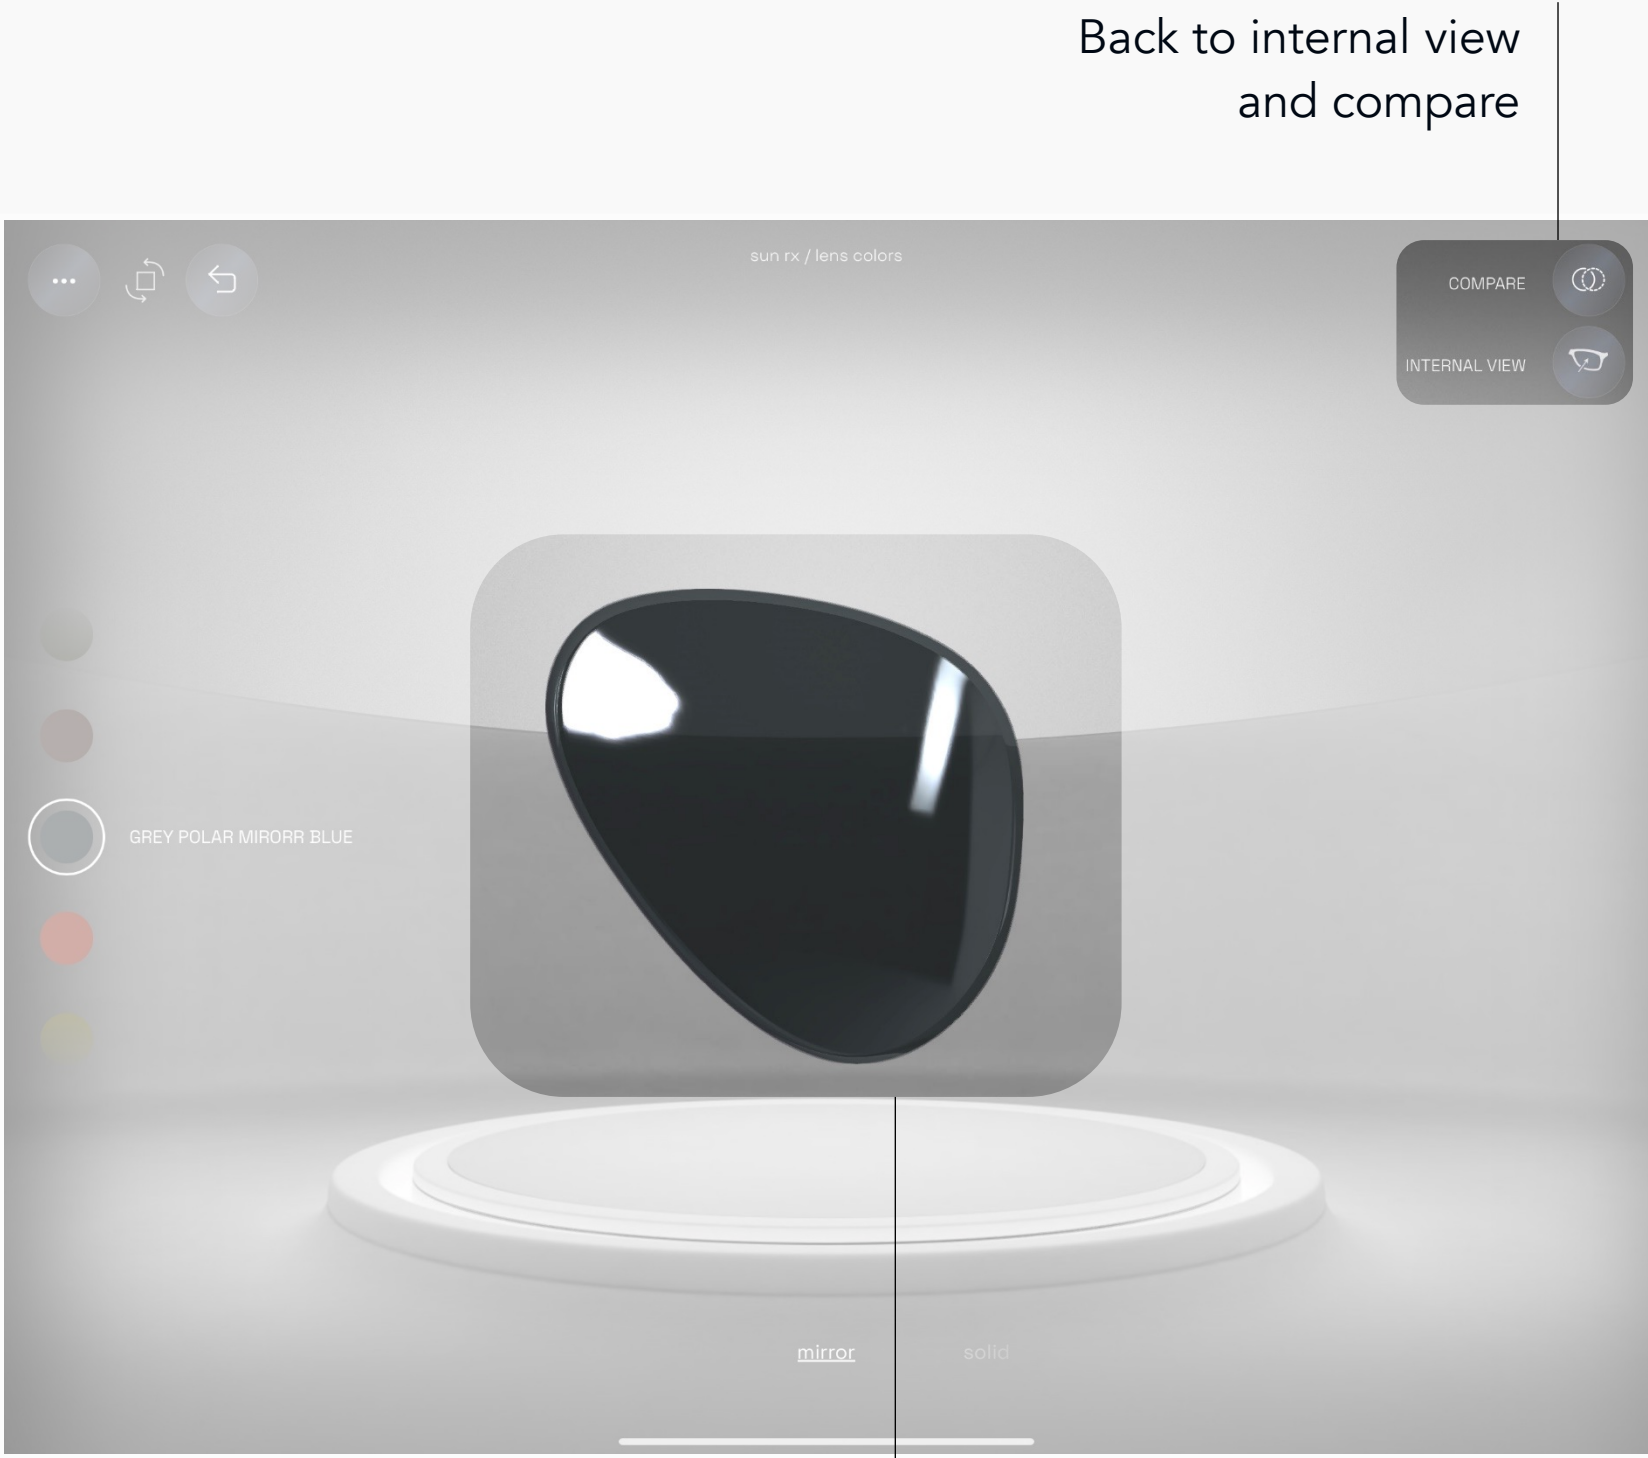 Back to internal view
and compare
sun rx / lens colors
COMPARE
INTERNAL VIEW
GREY POLAR MIRORR BLUE
mirror
solid